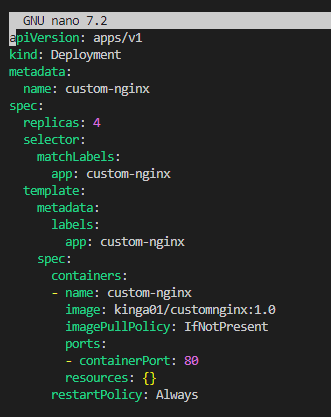 GNU nano 7.2
apiVersion: apps/v1
kind: Deployment
metadata:
  name: custom-nginx
spec:
  replicas: 4
  selector:
    matchLabels:
      app: custom-nginx
  template:
    metadata:
      labels:
        app: custom-nginx
    spec:
      containers:
      - name: custom-nginx
        image: kinga01/customnginx:1.0
        imagePullPolicy: IfNotPresent
        ports:
        - containerPort: 80
        resources: {}
      restartPolicy: Always